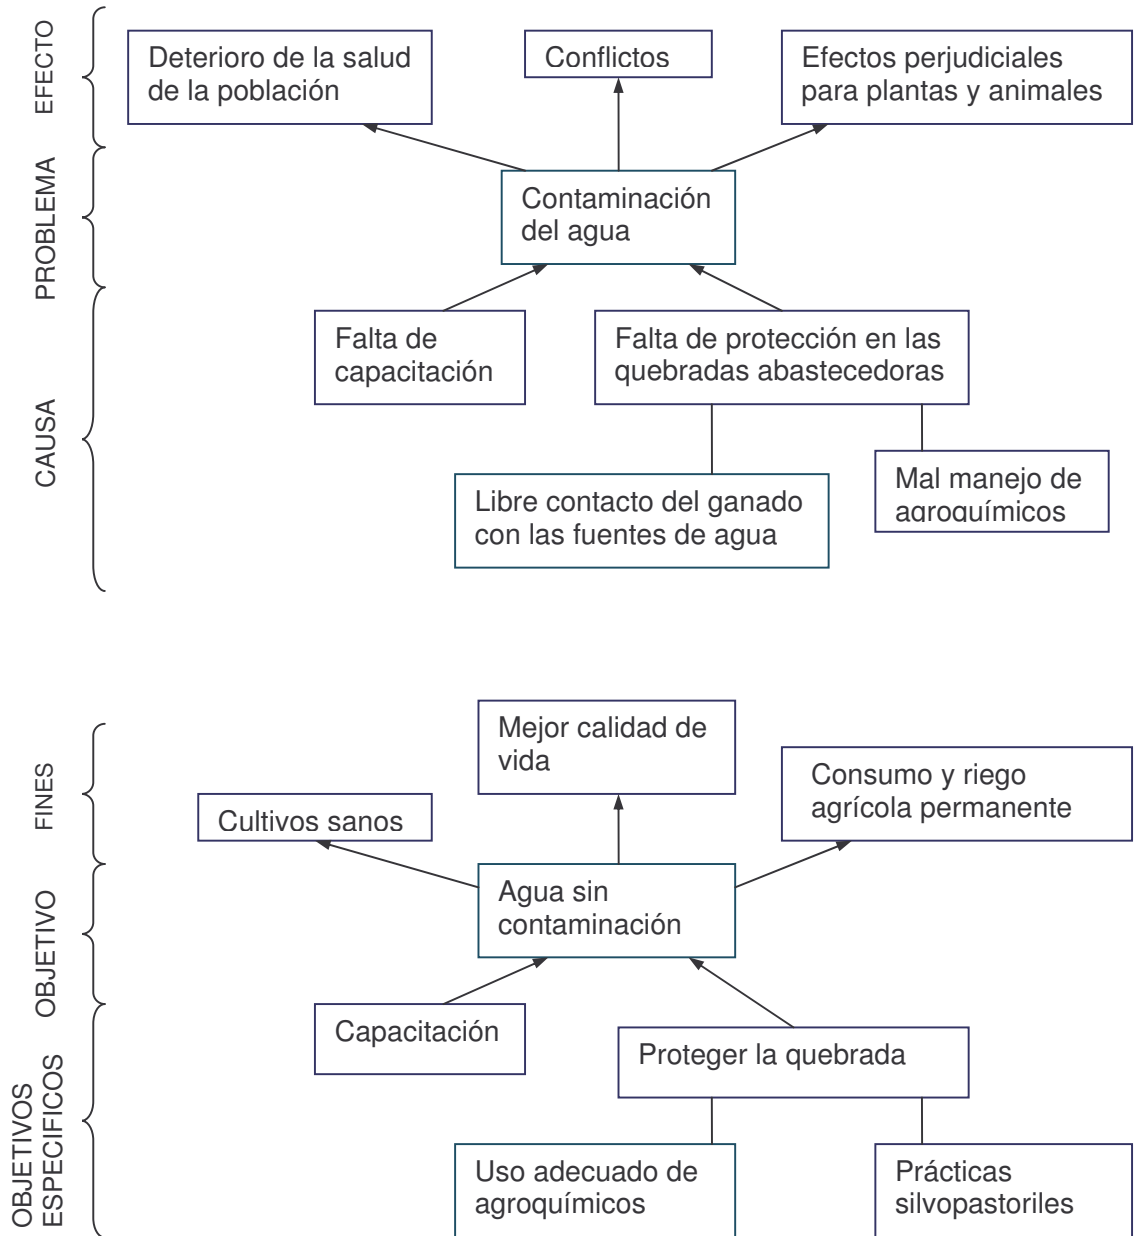 EFECTO
Deterioro de la salud
de la población
Conflictos
Efectos perjudiciales
para plantas y animales
PROBLEMA
Contaminación
del agua
CAUSA
Falta de
capacitación
Falta de protección en las
quebradas abastecedoras
Libre contacto del ganado
con las fuentes de agua
Mal manejo de
agroquímicos
FINES
Cultivos sanos
Mejor calidad de
vida
Consumo y riego
agrícola permanente
OBJETIVO
Agua sin
contaminación
OBJETIVOS
ESPECIFICOS
Capacitación
Proteger la quebrada
Uso adecuado de
agroquímicos
Prácticas
silvopastoriles